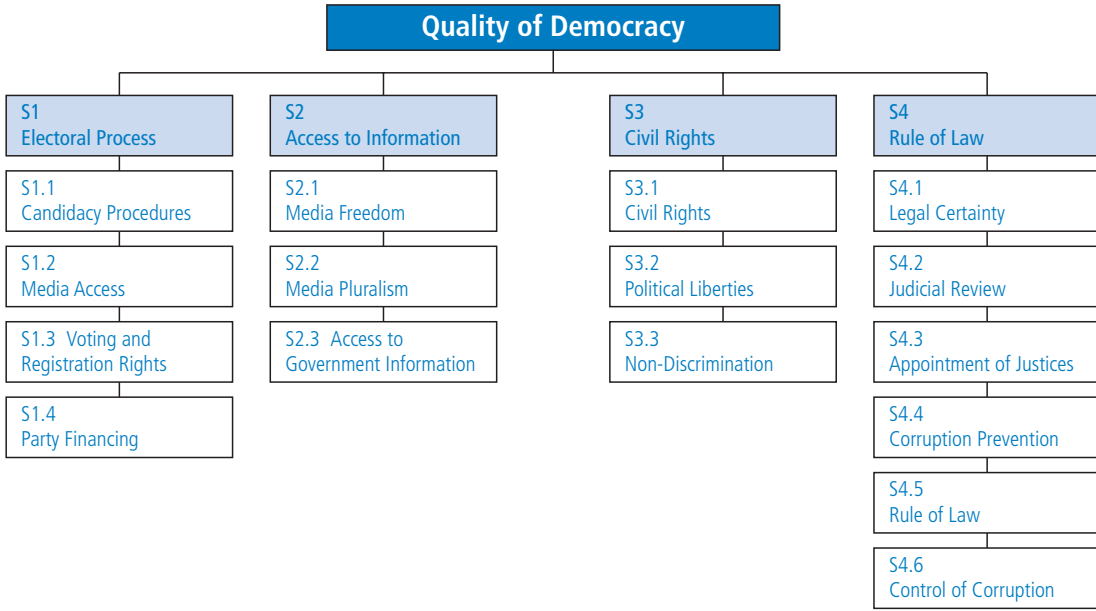 Quality of Democracy
S1
Electoral Process
S1.1
Candidacy Procedures
S1.2
Media Access
S1.3 Voting and
Registration Rights
S1.4
Party Financing
S2
Access to Information
S2.1
Media Freedom
S2.2
Media Pluralism
S2.3 Access to
Government Information
S3
Civil Rights
S3.1
Civil Rights
S3.2
Political Liberties
S3.3
Non-Discrimination
S4
Rule of Law
S4.1
Legal Certainty
S4.2
Judicial Review
S4.3
Appointment of Justices
S4.4
Corruption Prevention
S4.5
Rule of Law
S4.6
Control of Corruption